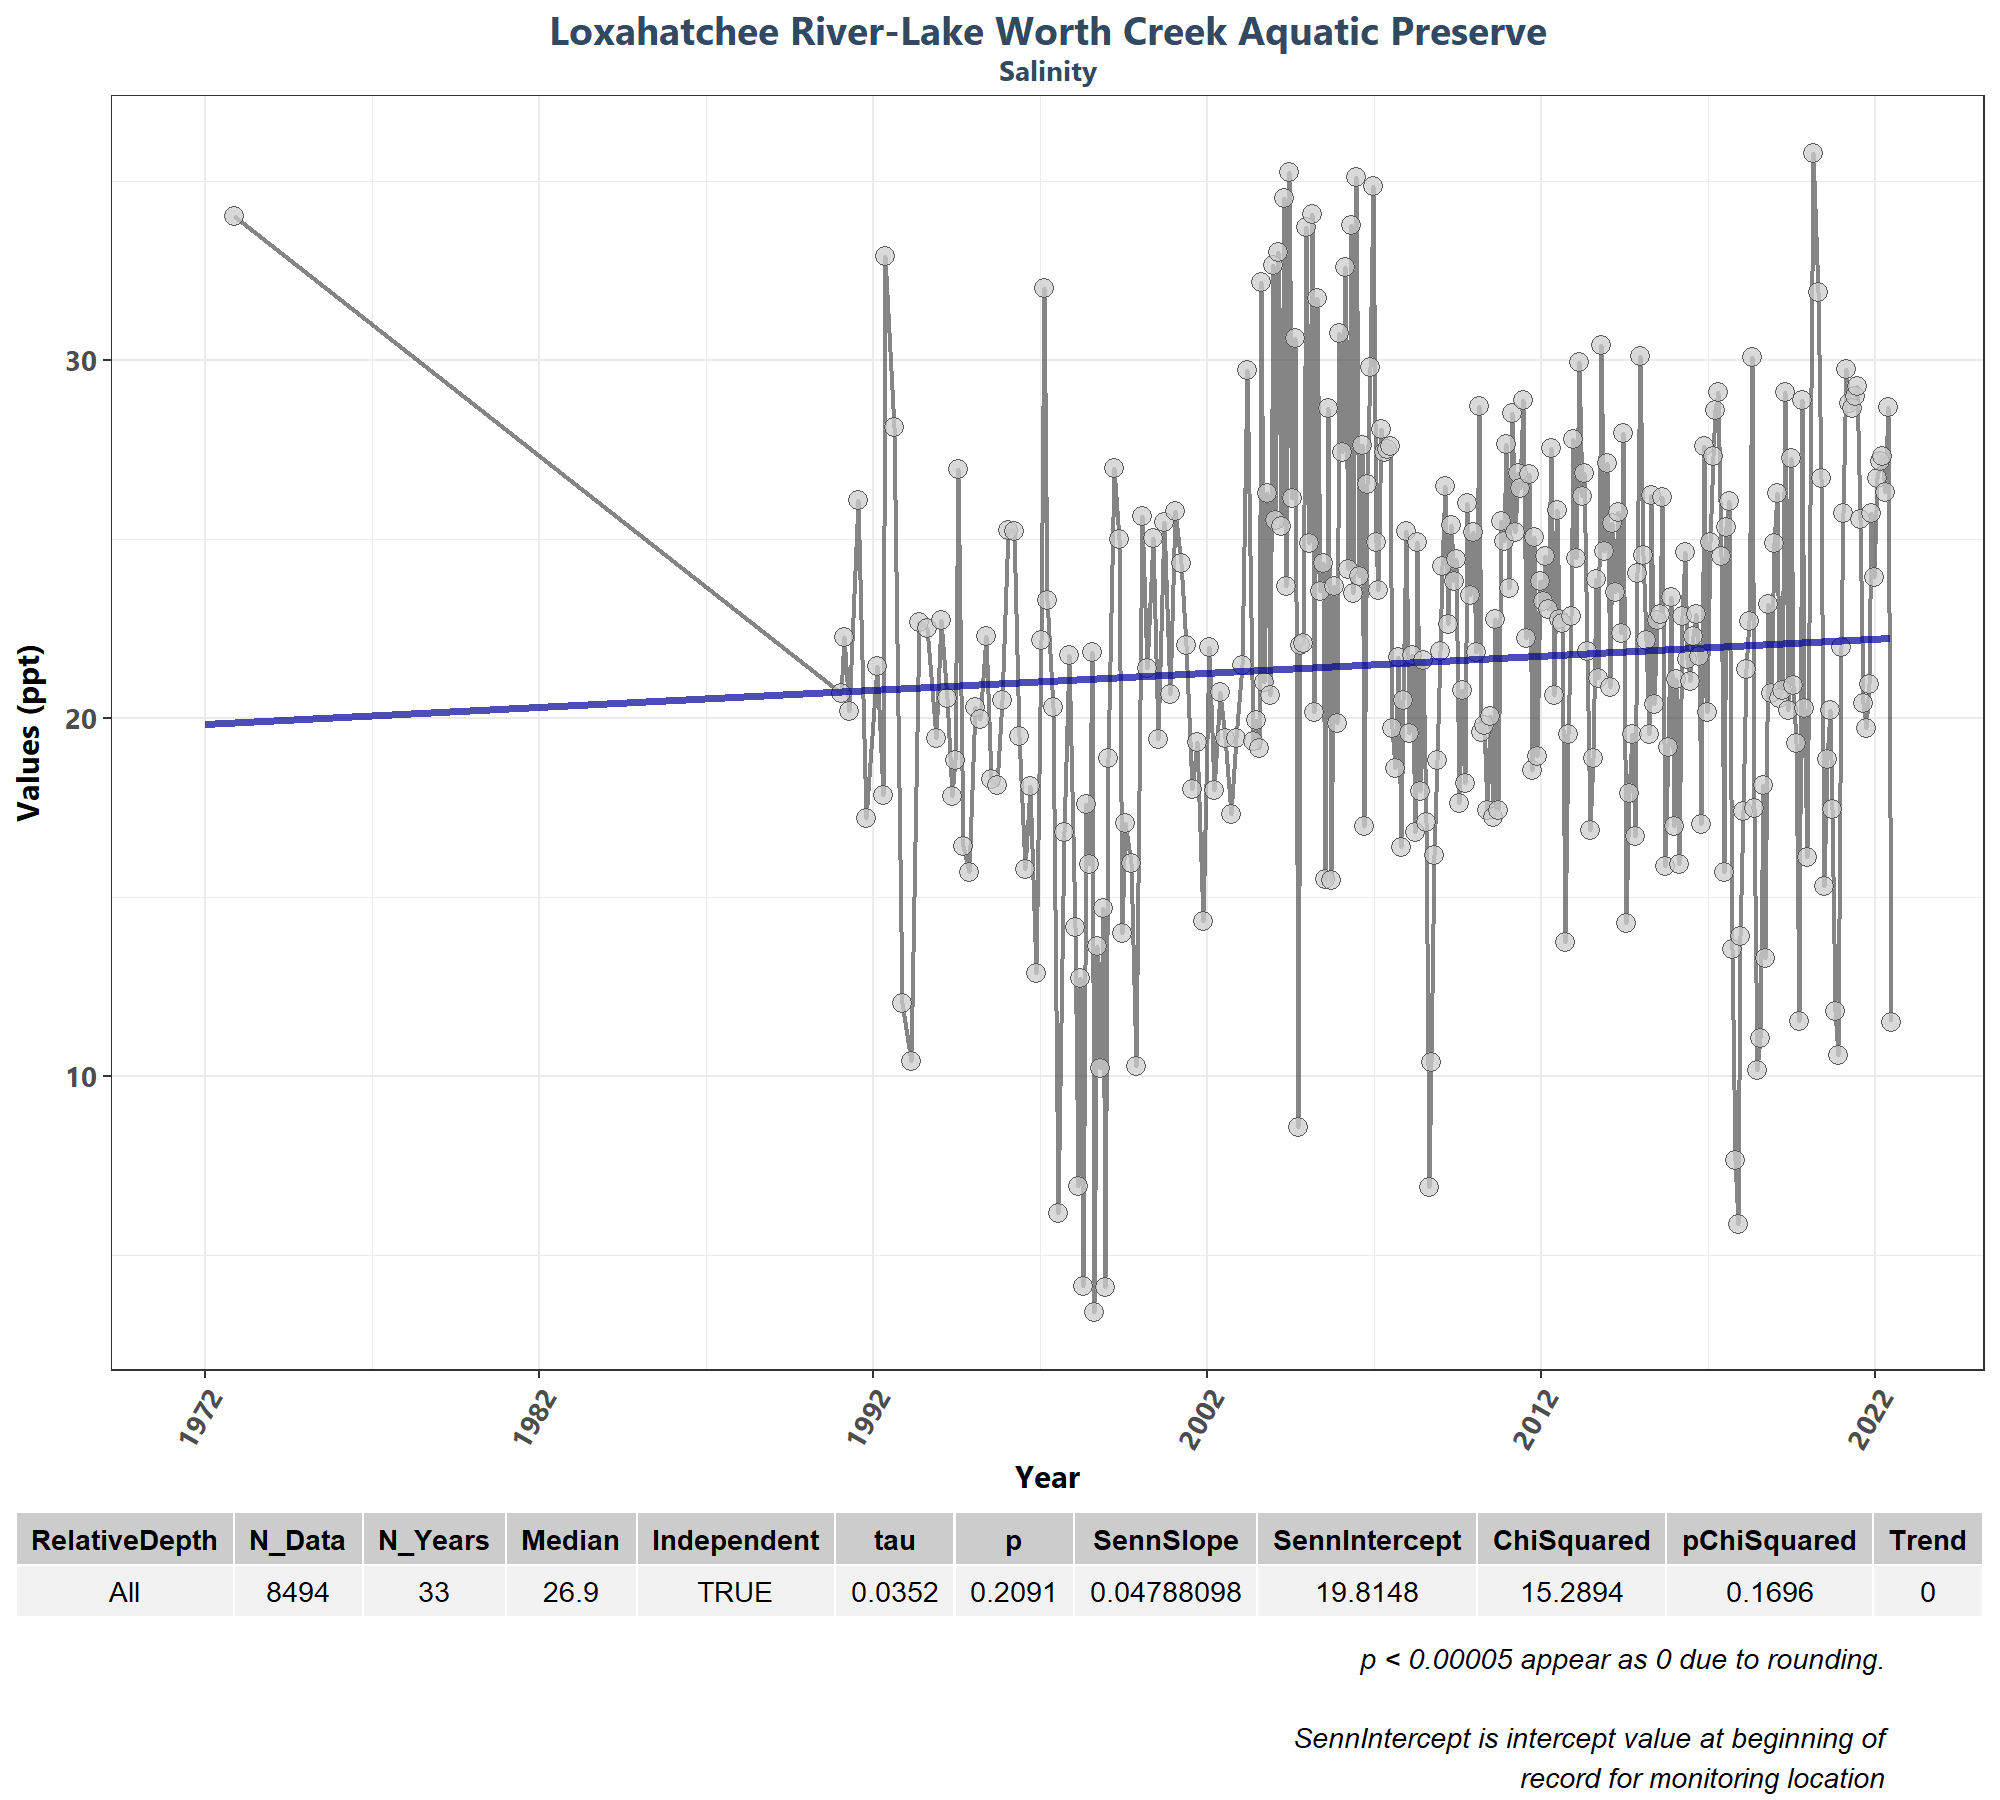 Loxahatchee River-Lake Worth Creek Aquatic Preserve
Salinity
Values (ppt)
30
20
10
1972
1982
1992
2002
2012
2022
Year
RelativeDepth N_Data N_Years Median Independent tau p SennSlope SennIntercept ChiSquared pChiSquared Trend
All 8494 33 26.9 TRUE 0.0352 0.2091 0.04788098 19.8148 15.2894 0.1696 0
p < 0.00005 appear as 0 due to rounding.
SennIntercept is intercept value at beginning of
record for monitoring location